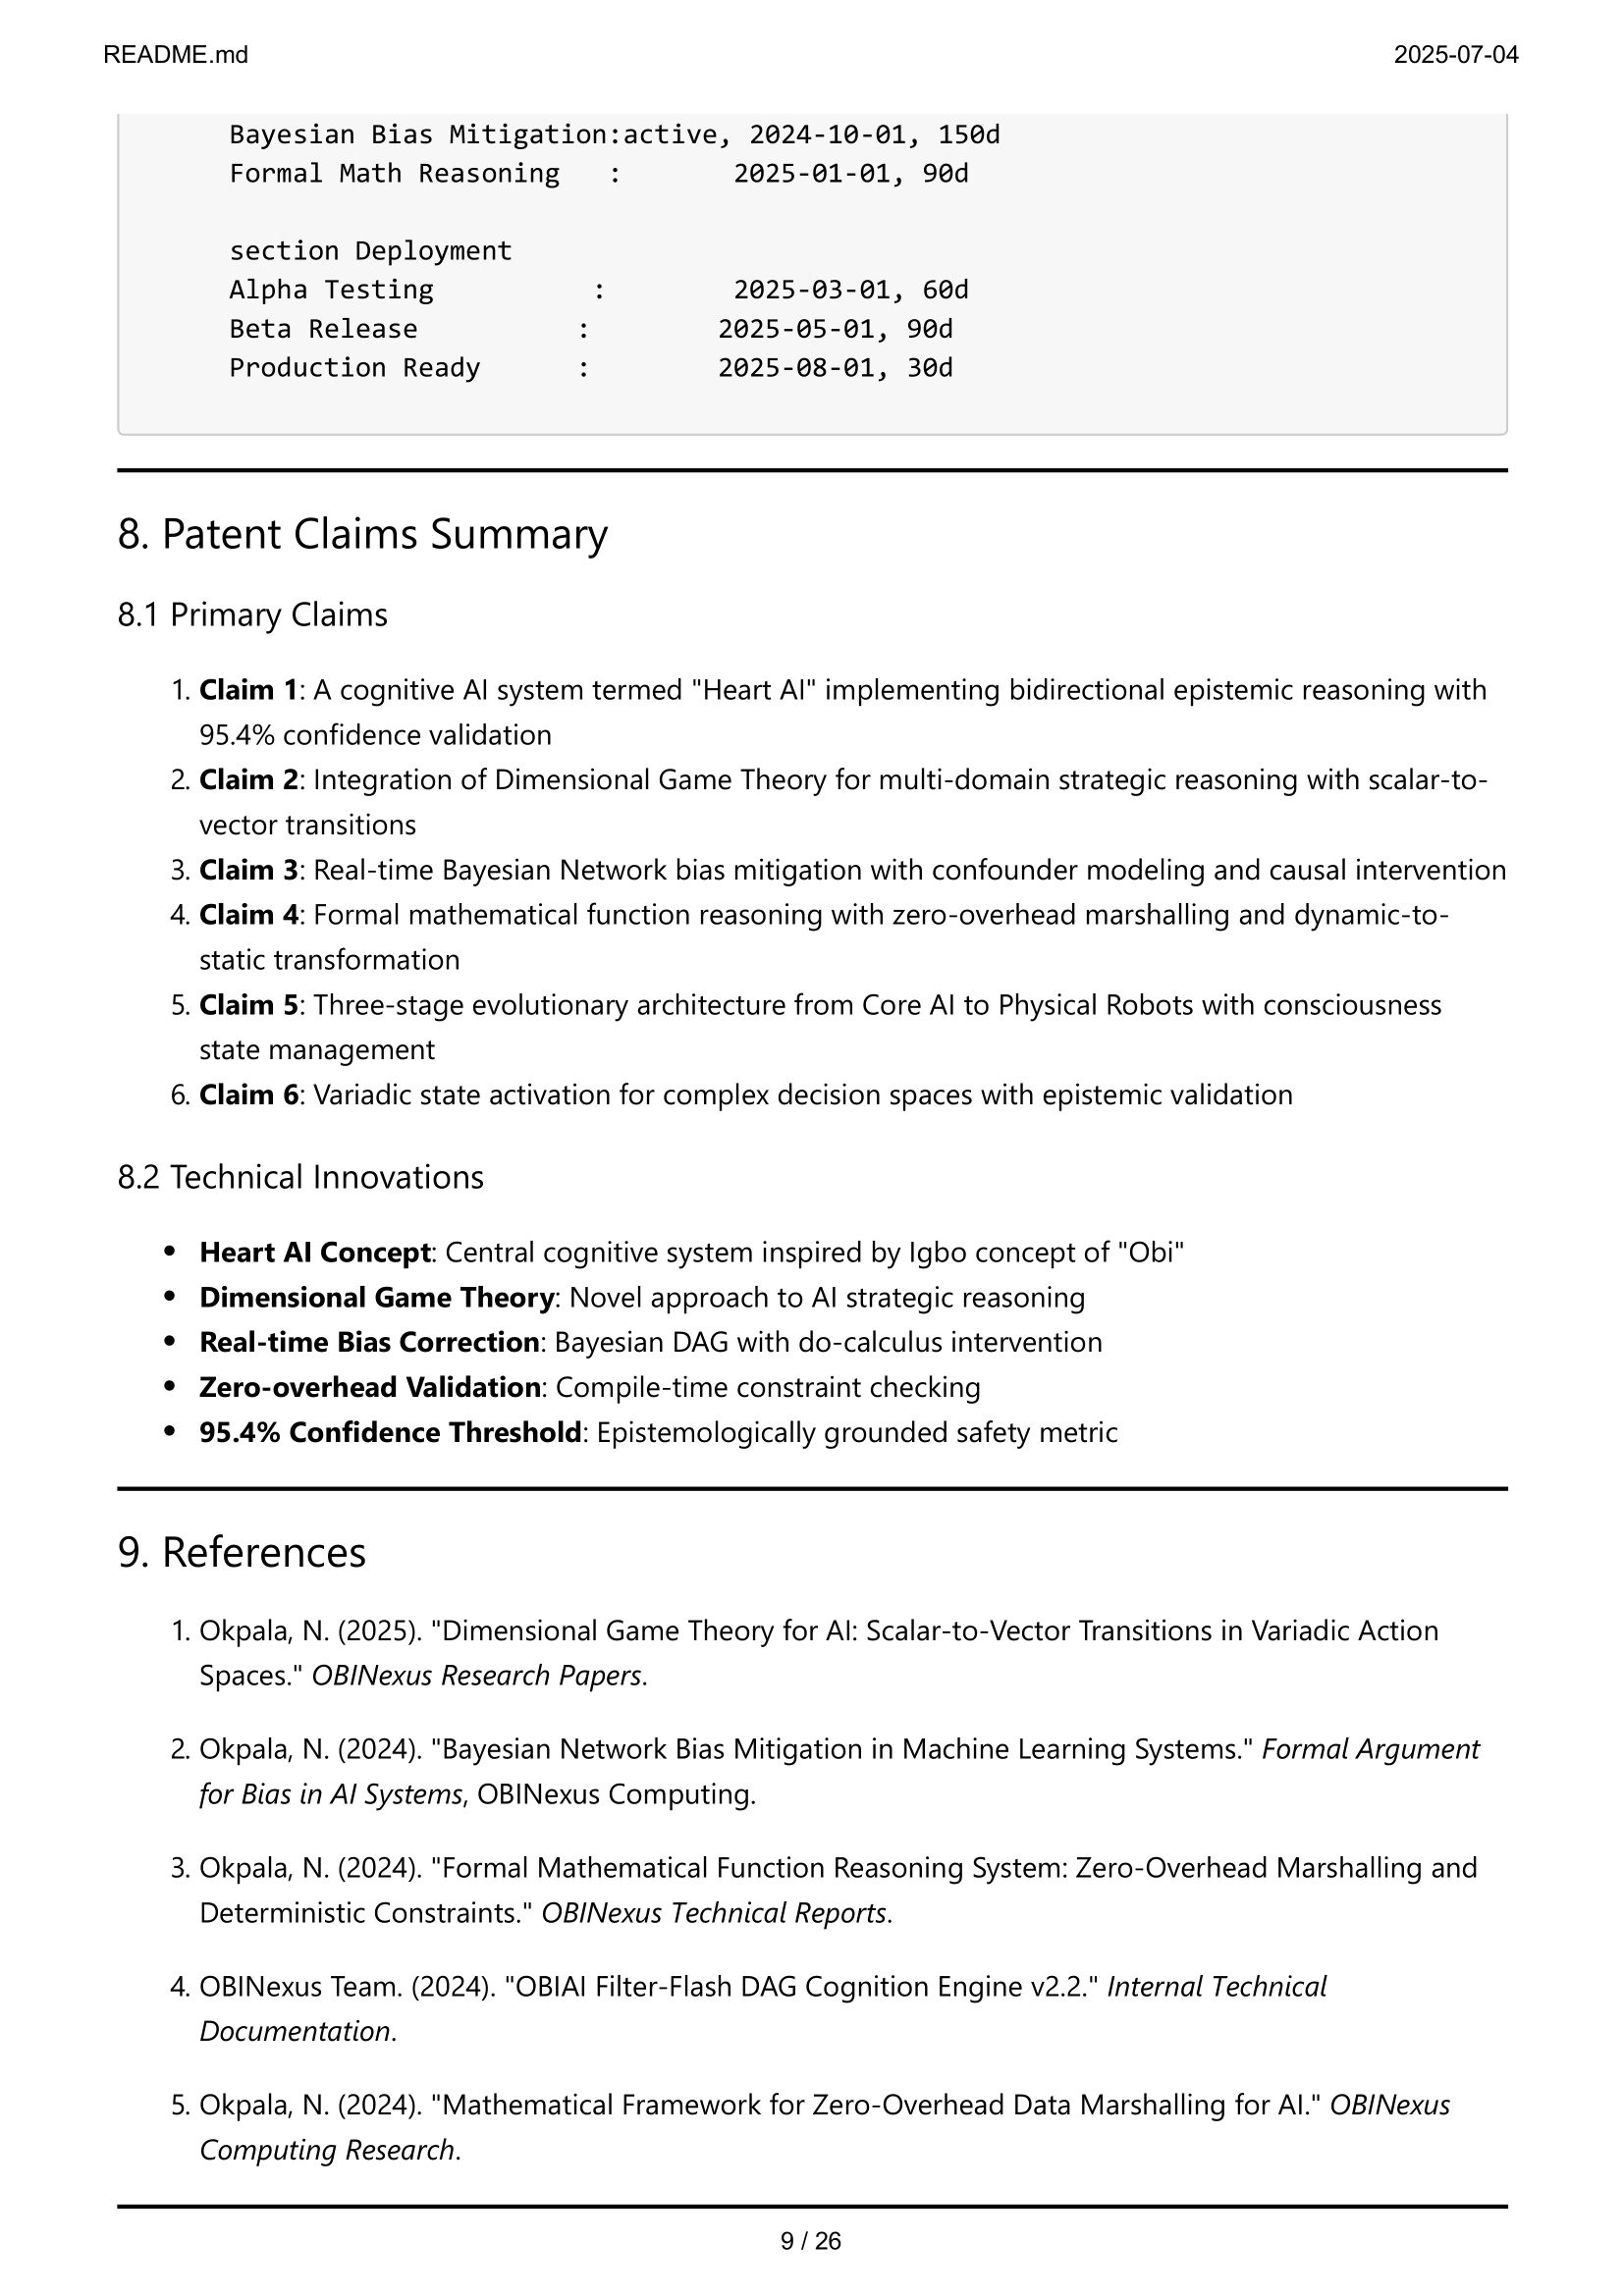 README.md
2025-07-04
Bayesian Bias Mitigation:active, 2024-10-01, 150d
Formal Math Reasoning   :       2025-01-01, 90d
section Deployment
Alpha Testing          :        2025-03-01, 60d
Beta Release          :        2025-05-01, 90d
Production Ready      :        2025-08-01, 30d
8. Patent Claims Summary
8.1 Primary Claims
1. Claim 1: A cognitive AI system termed "Heart AI" implementing bidirectional epistemic reasoning with
95.4% confidence validation
2. Claim 2: Integration of Dimensional Game Theory for multi-domain strategic reasoning with scalar-to-
vector transitions
3. Claim 3: Real-time Bayesian Network bias mitigation with confounder modeling and causal intervention
4. Claim 4: Formal mathematical function reasoning with zero-overhead marshalling and dynamic-to-
static transformation
5. Claim 5: Three-stage evolutionary architecture from Core AI to Physical Robots with consciousness
state management
6. Claim 6: Variadic state activation for complex decision spaces with epistemic validation
8.2 Technical Innovations
• Heart AI Concept: Central cognitive system inspired by Igbo concept of "Obi"
• Dimensional Game Theory: Novel approach to AI strategic reasoning
• Real-time Bias Correction: Bayesian DAG with do-calculus intervention
• Zero-overhead Validation: Compile-time constraint checking
• 95.4% Confidence Threshold: Epistemologically grounded safety metric
9. References
1. Okpala, N. (2025). "Dimensional Game Theory for AI: Scalar-to-Vector Transitions in Variadic Action
Spaces." OBINexus Research Papers.
2. Okpala, N. (2024). "Bayesian Network Bias Mitigation in Machine Learning Systems." Formal Argument
for Bias in AI Systems, OBINexus Computing.
3. Okpala, N. (2024). "Formal Mathematical Function Reasoning System: Zero-Overhead Marshalling and
Deterministic Constraints." OBINexus Technical Reports.
4. OBINexus Team. (2024). "OBIAI Filter-Flash DAG Cognition Engine v2.2." Internal Technical
Documentation.
5. Okpala, N. (2024). "Mathematical Framework for Zero-Overhead Data Marshalling for AI." OBINexus
Computing Research.
9 / 26